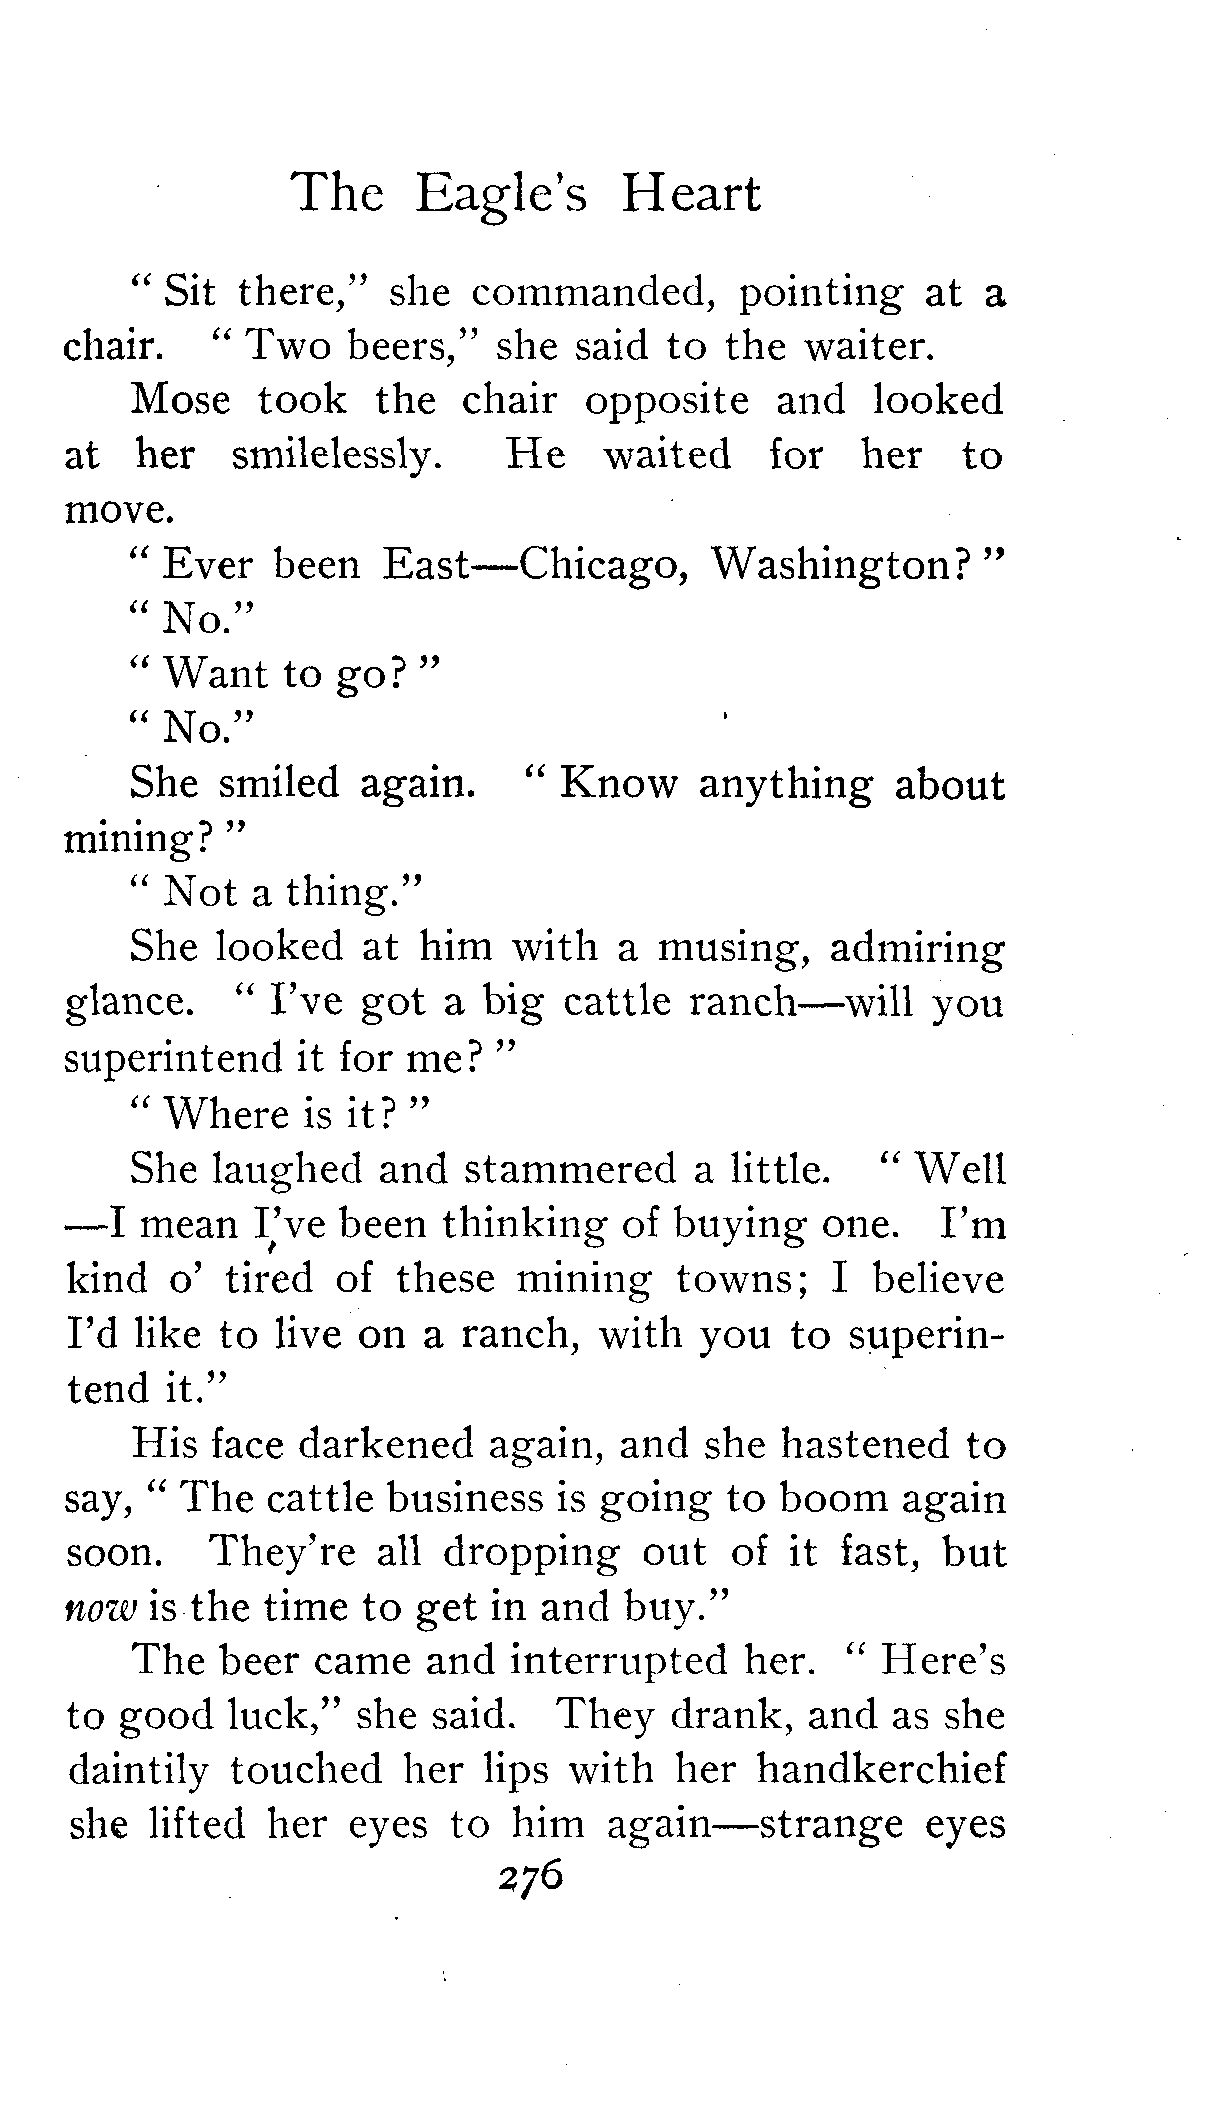 The Eagle's Heart
" Sit there," she commanded, pointing at a
chair. " Two beers," she said to the waiter.
Mose took the chair opposite and looked
at her smilelessly. He waited for her to
move.
" Ever been East—Chicago, Washington? "
" No."
" Want to go? "
" No."
She smiled again. " Know anything about
mining? "
" Not a thing."
She looked at him with a musing, admiring
glance. " I've got a big cattle ranch—will you
superintend it for me? "
" Where is it? "
She laughed and stammered a little. " Well
—I mean I've been thinking of buying one. I'm
kind o' tired of these mining towns; I believe
I'd like to live on a ranch, with you to superin-
tend it."
His face darkened again, and she hastened to
say, " The cattle business is going to boom again
soon. They're all dropping out of it fast, but
now is the time to get in and buy."
The beer came and interrupted her. " Here's
to good luck," she said. They drank, and as she
daintily touched her lips with her handkerchief
she lifted her eyes to him again—strange eyes
276